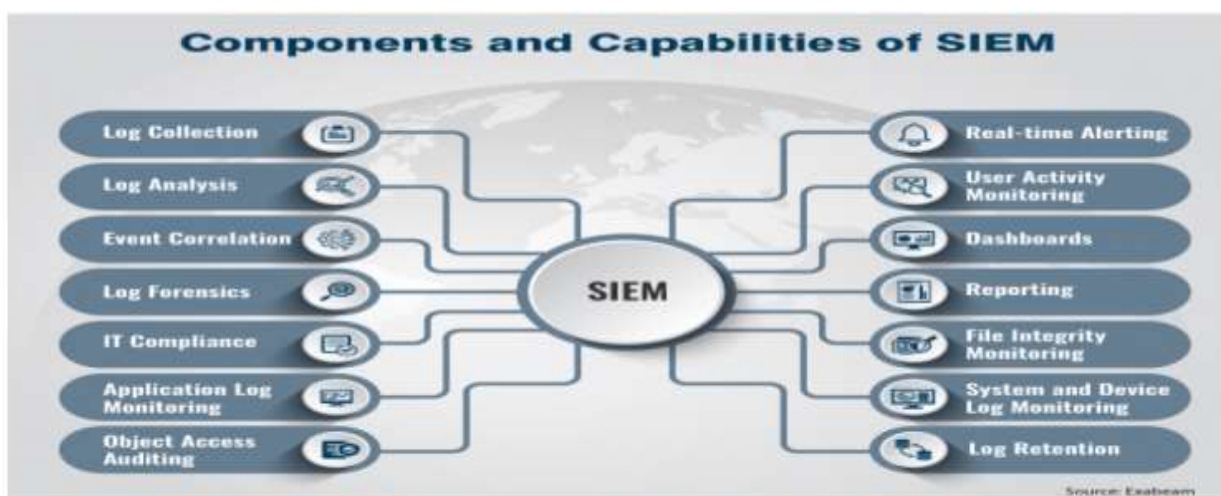 Components and Capabilities of SIEM
Log Collection
Log Analysis
Event Correlation
Log Forensics
IT Compliance
Application Log
Monitoring
Object Access
Auditing
SIEM
Real-time Alerting
User Activity
Monitoring
Dashboards
Reporting
File Integrity
Monitoring
System and Device
Log Monitoring
Log Retention
Source: Exabeam